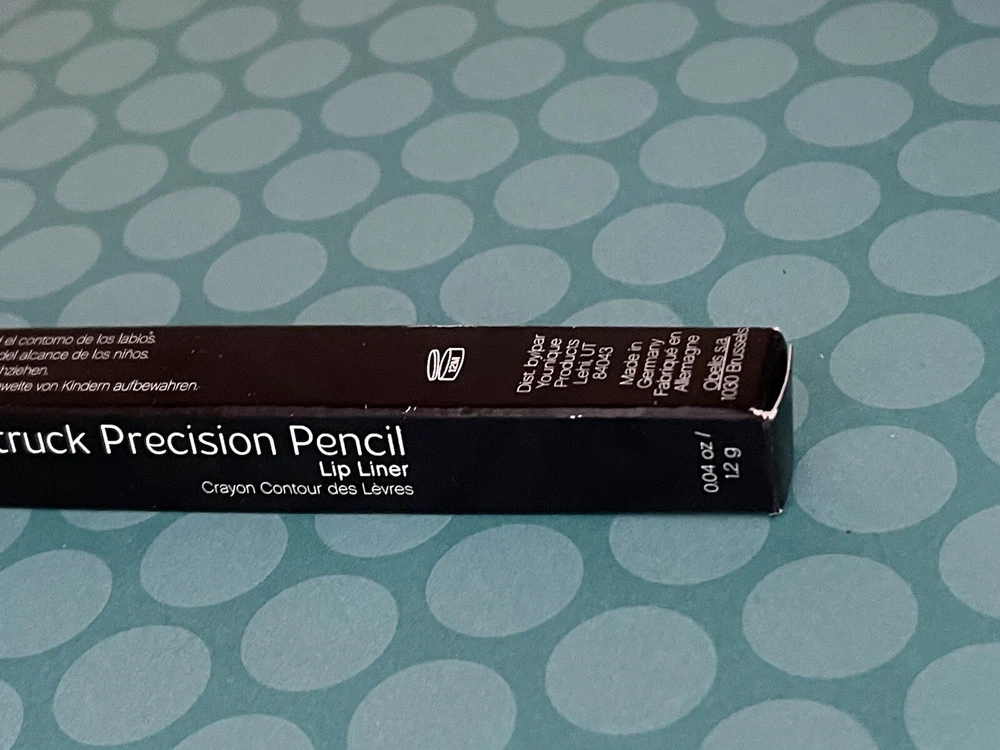 el contorno de los labios.
del alcance de los niños.
hziehen.
weite von Kindern aufbewahren.
12M
Dist. by/par
Younique
Products
Lehi, UT
84043
Made in
Germany
Fabriqué en
Allemagne
Obelis s.a.
1030 Brussels
truck Precision Pencil
Lip Liner
Crayon Contour des Lèvres
0.04 oz /
1.2 g